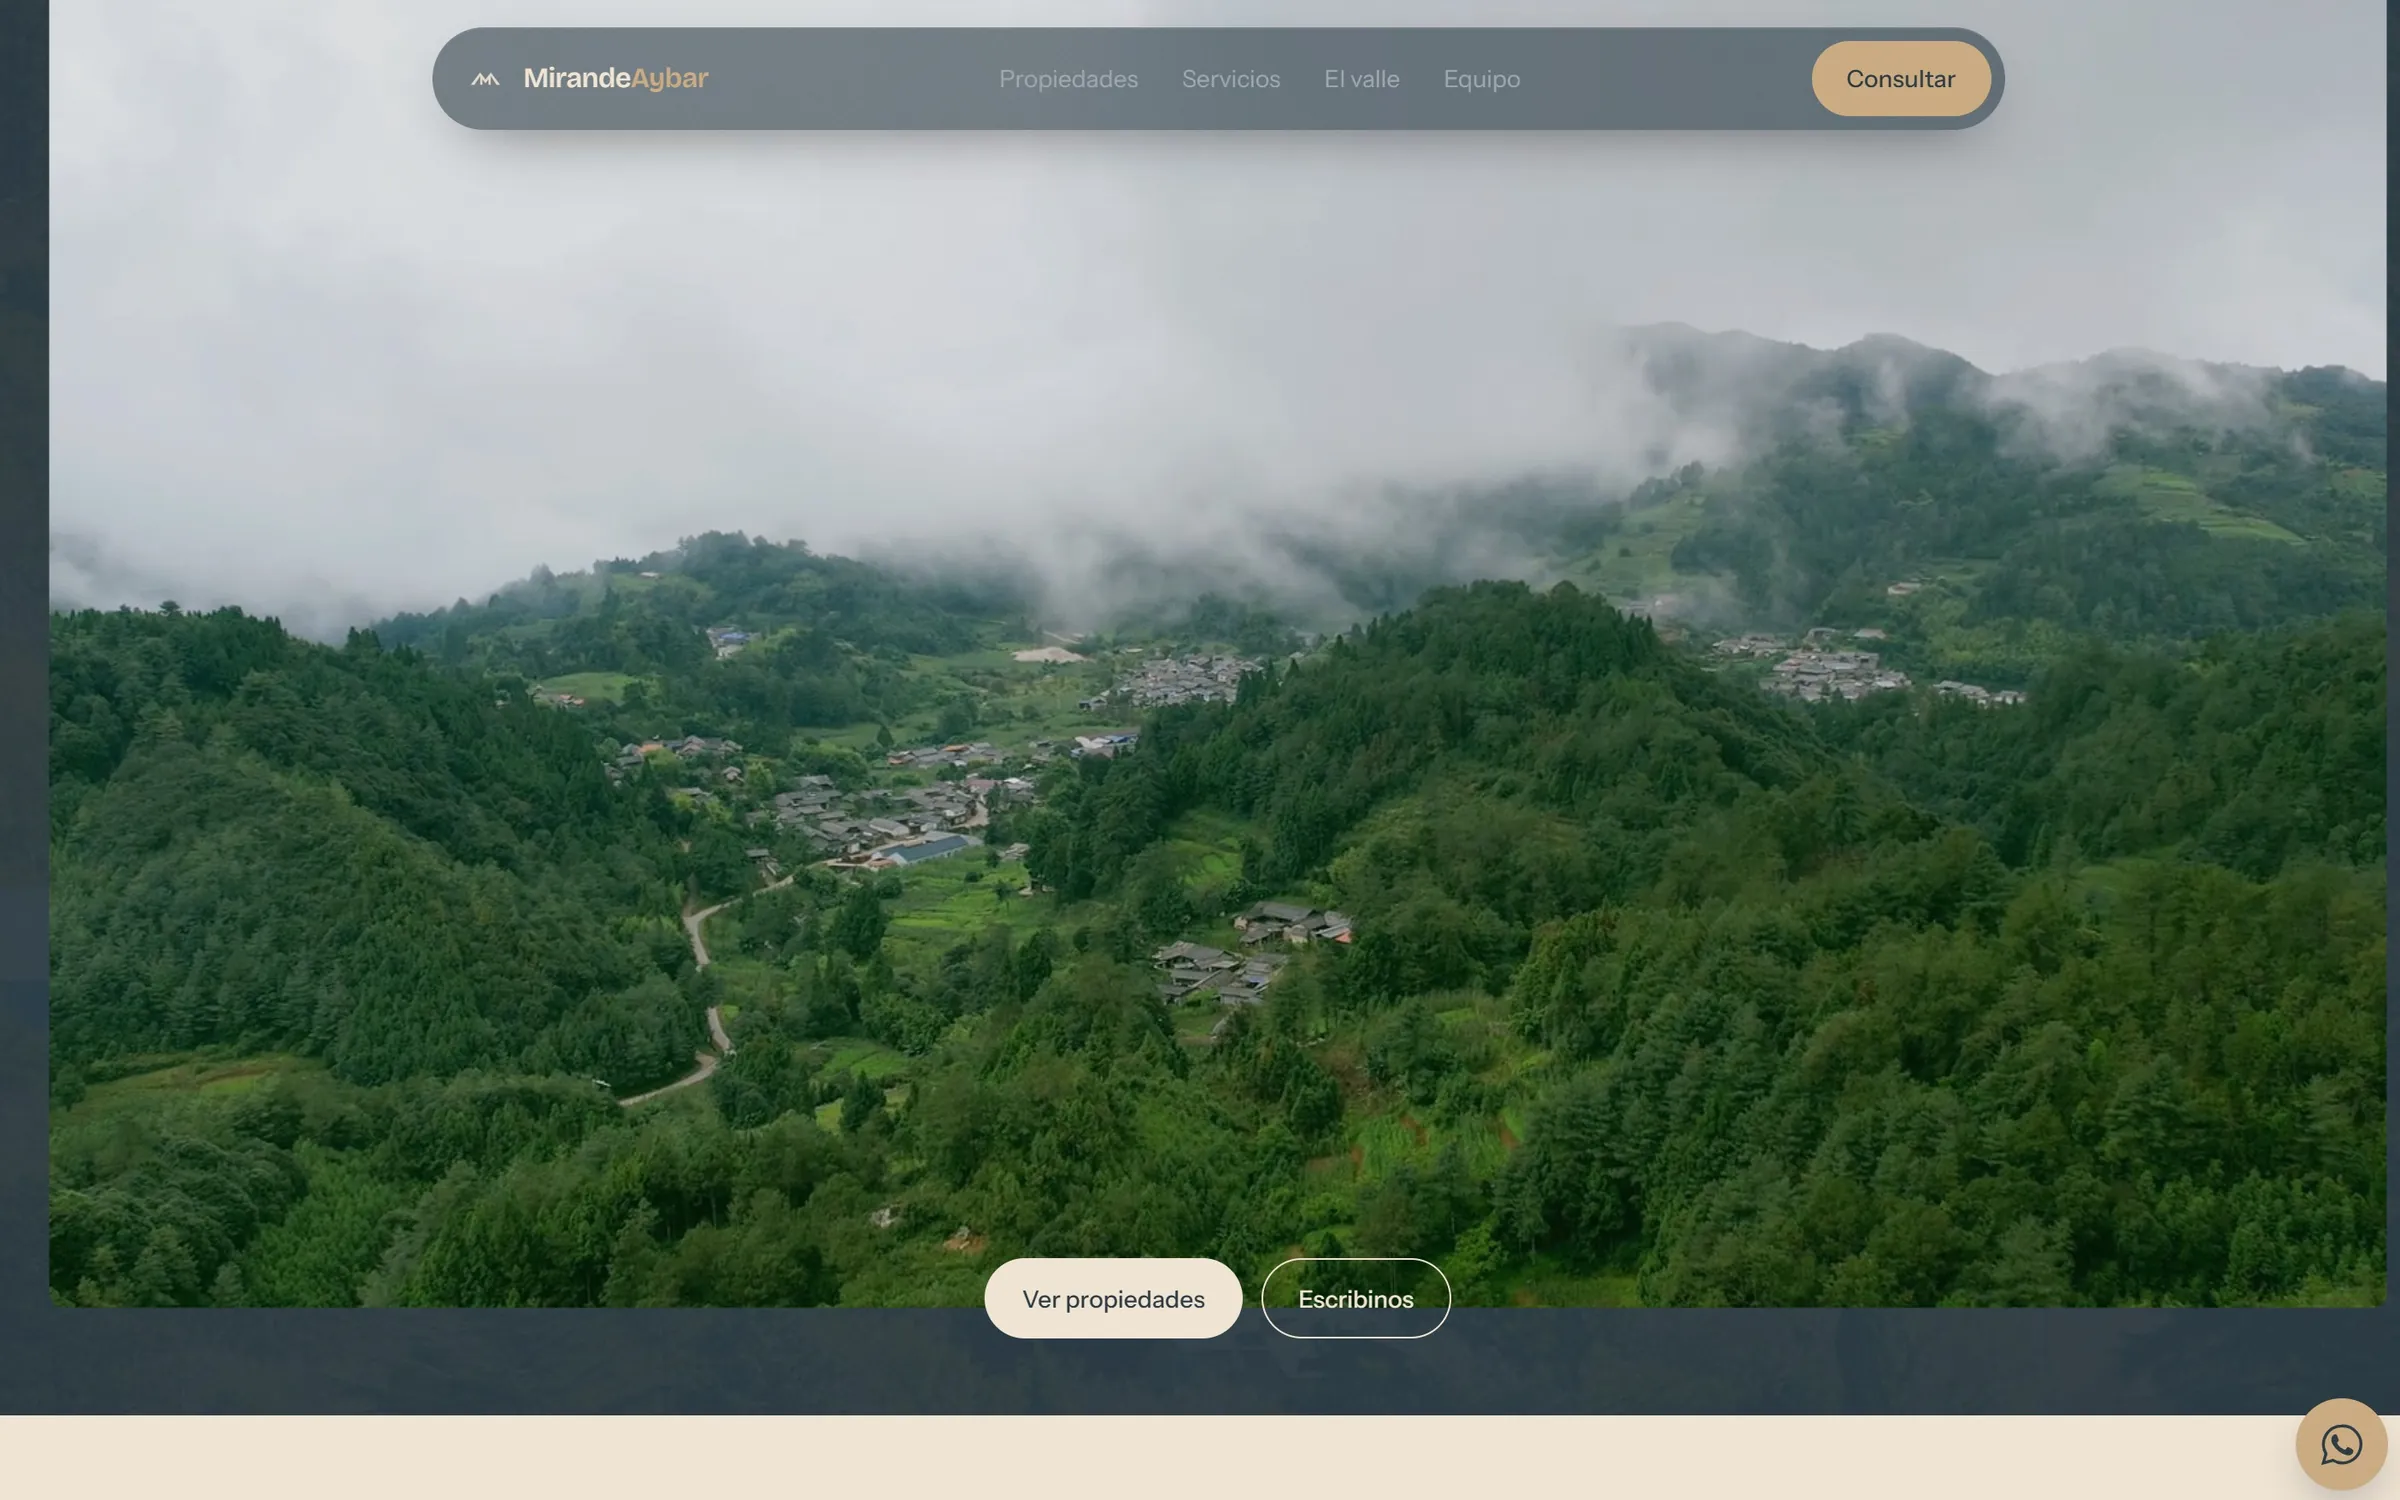 MirandeAybar
Propiedades
Servicios
El valle
Equipo
Consultar
Ver propiedades
Escribinos